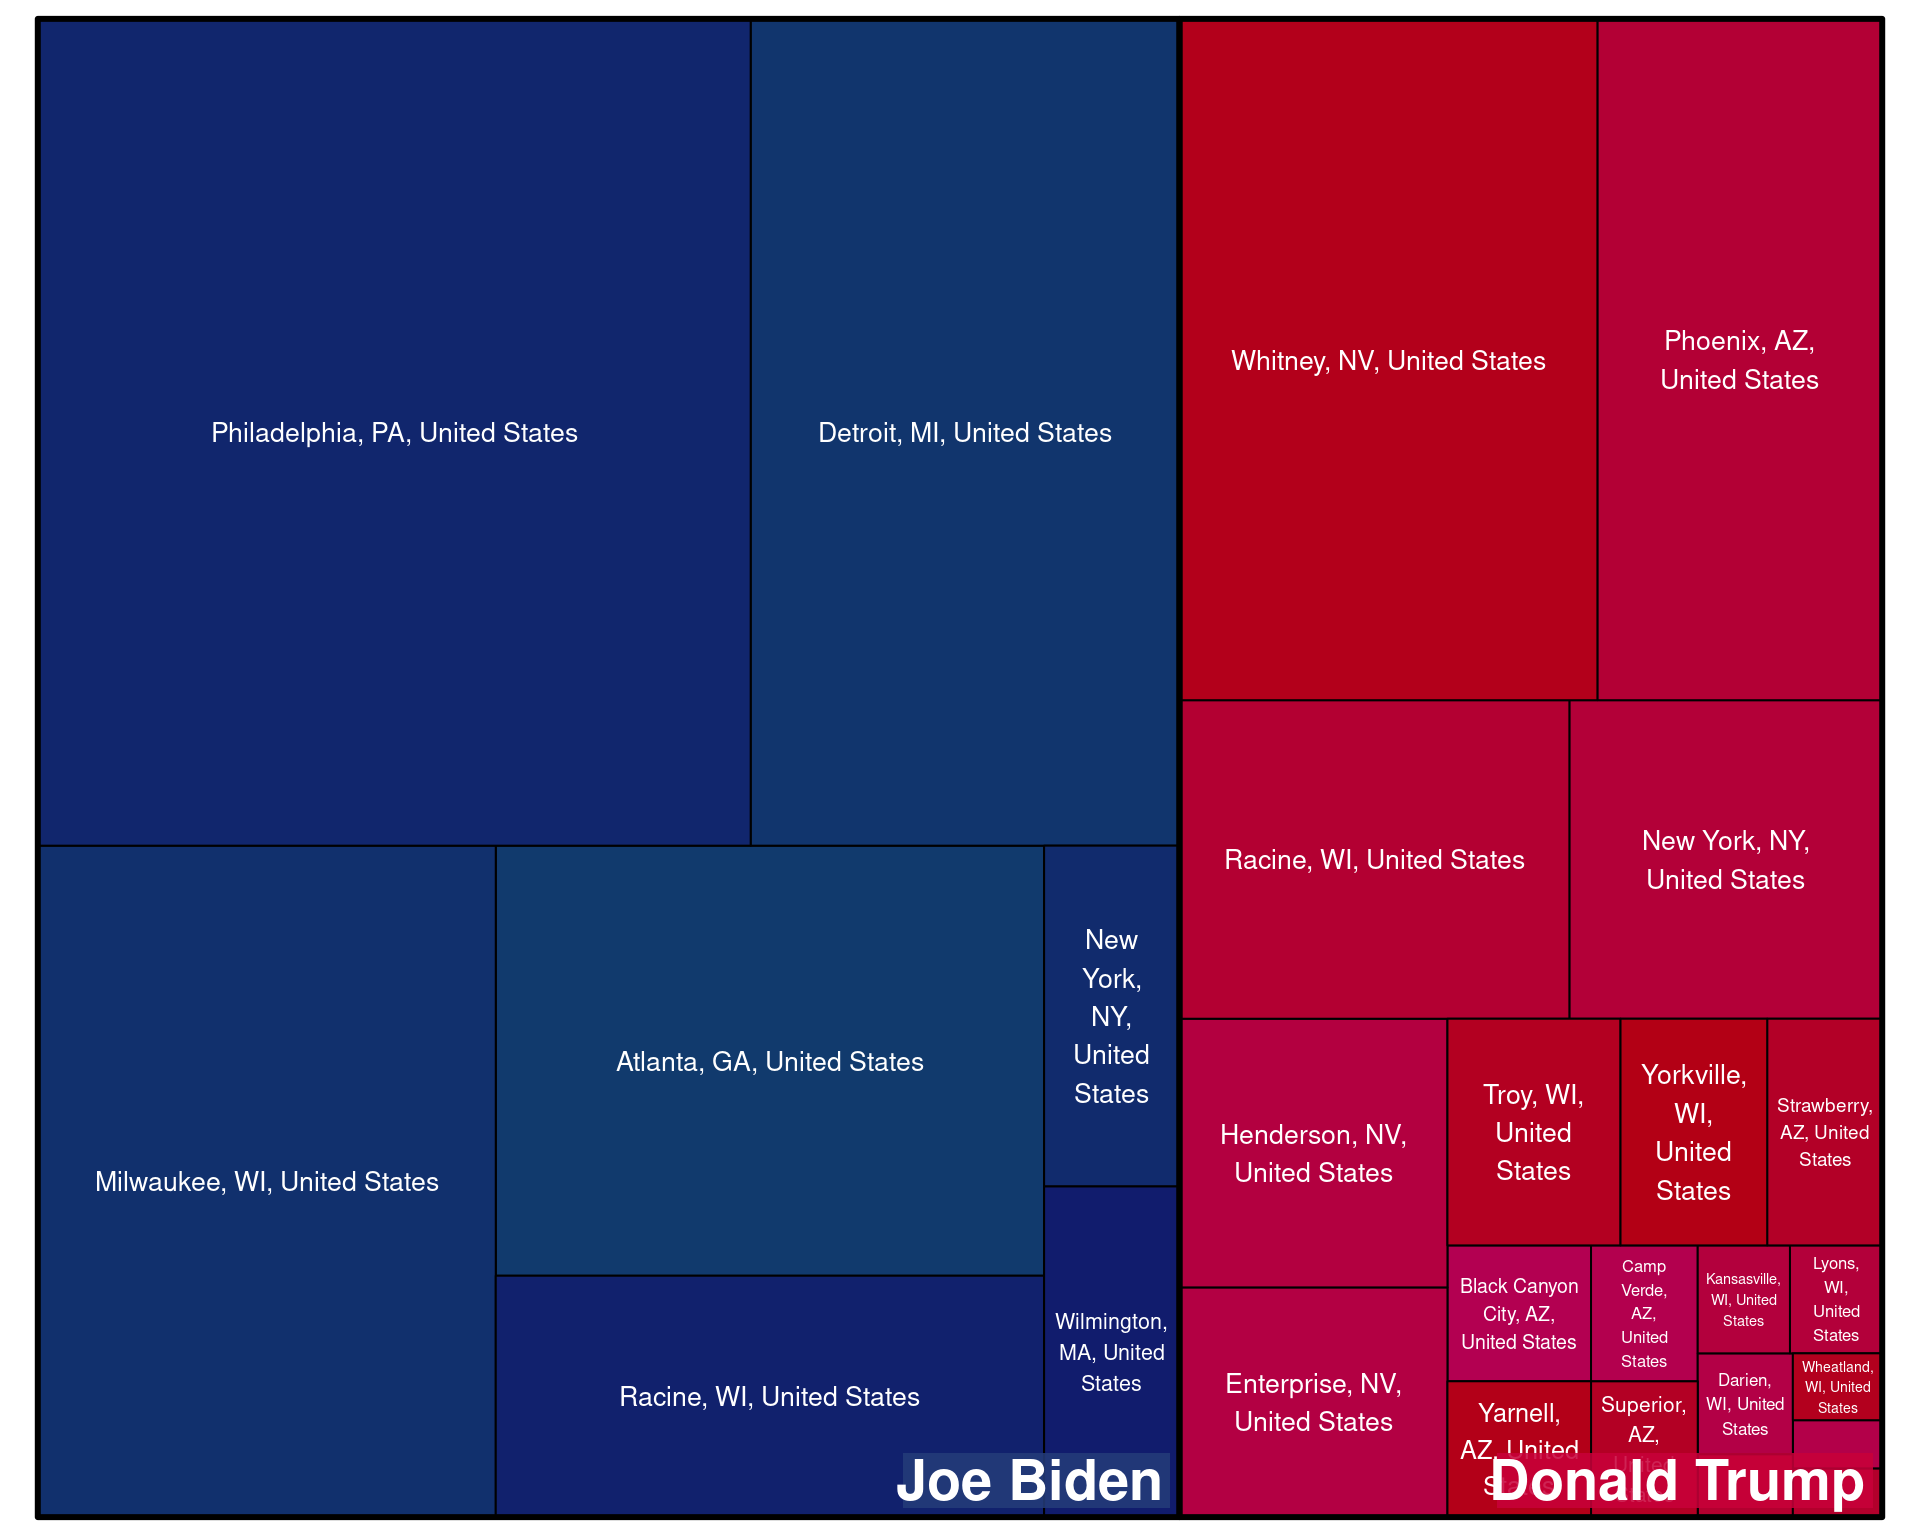 Philadelphia, PA, United States
Detroit, MI, United States
Milwaukee, WI, United States
Atlanta, GA, United States
New
York,
NY,
United
States
Racine, WI, United States
Wilmington,
MA, United
States
Joe Biden
Whitney, NV, United States
Phoenix, AZ,
United States
Racine, WI, United States
New York, NY,
United States
Henderson, NV,
United States
Troy, WI,
United
States
Yorkville,
WI,
United
States
Strawberry,
AZ, United
States
Enterprise, NV,
United States
Black Canyon
City, AZ,
United States
Camp
Verde,
AZ,
United
States
Kansasville,
WI, United
States
Lyons,
WI,
United
States
Yarnell,
AZ, United
Superior,
AZ,
Darien,
WI, United
States
Wheatland,
WI, United
States
Donald Trump